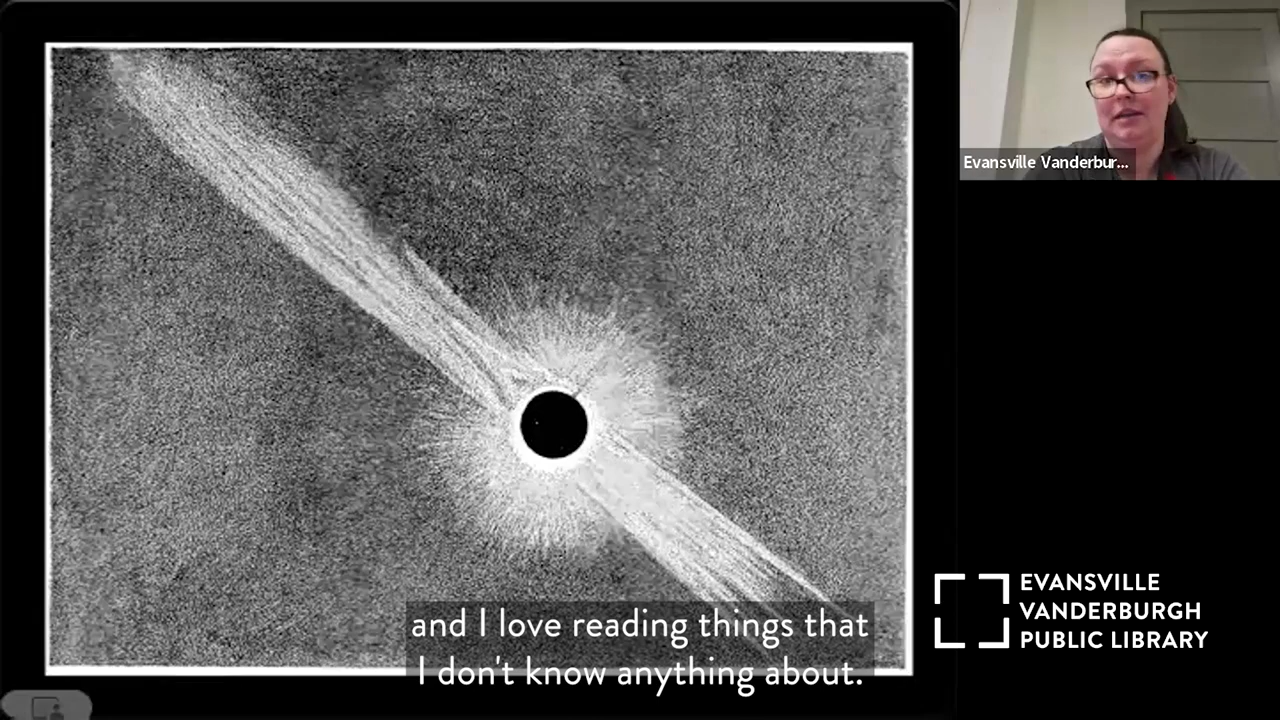 Evansville Vanderbur...
EVANSVILLE
VANDERBURGH
PUBLIC LIBRARY
and I love reading things that
I don't know anything about.